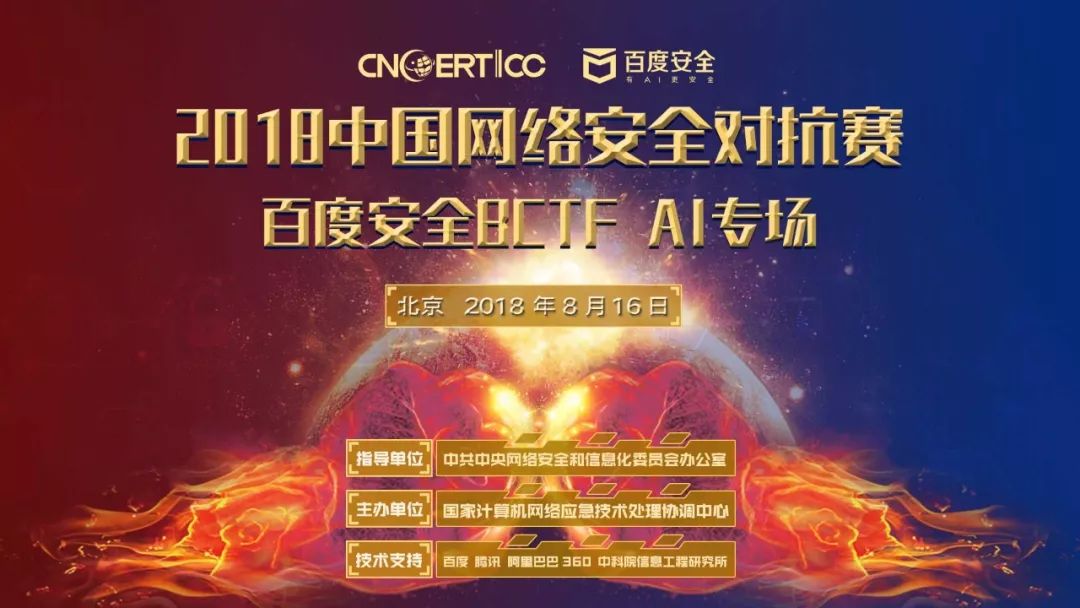 CNCERT|CC 百度安全
有AI更安全
2018中国网络安全对抗赛
百度安全BCTF AI专场
北京 2018年8月16日
指导单位 中共中央网络安全和信息化委员会办公室
主办单位 国家计算机网络应急技术处理协调中心
技术支持 百度 腾讯 阿里巴巴 360 中科院信息工程研究所